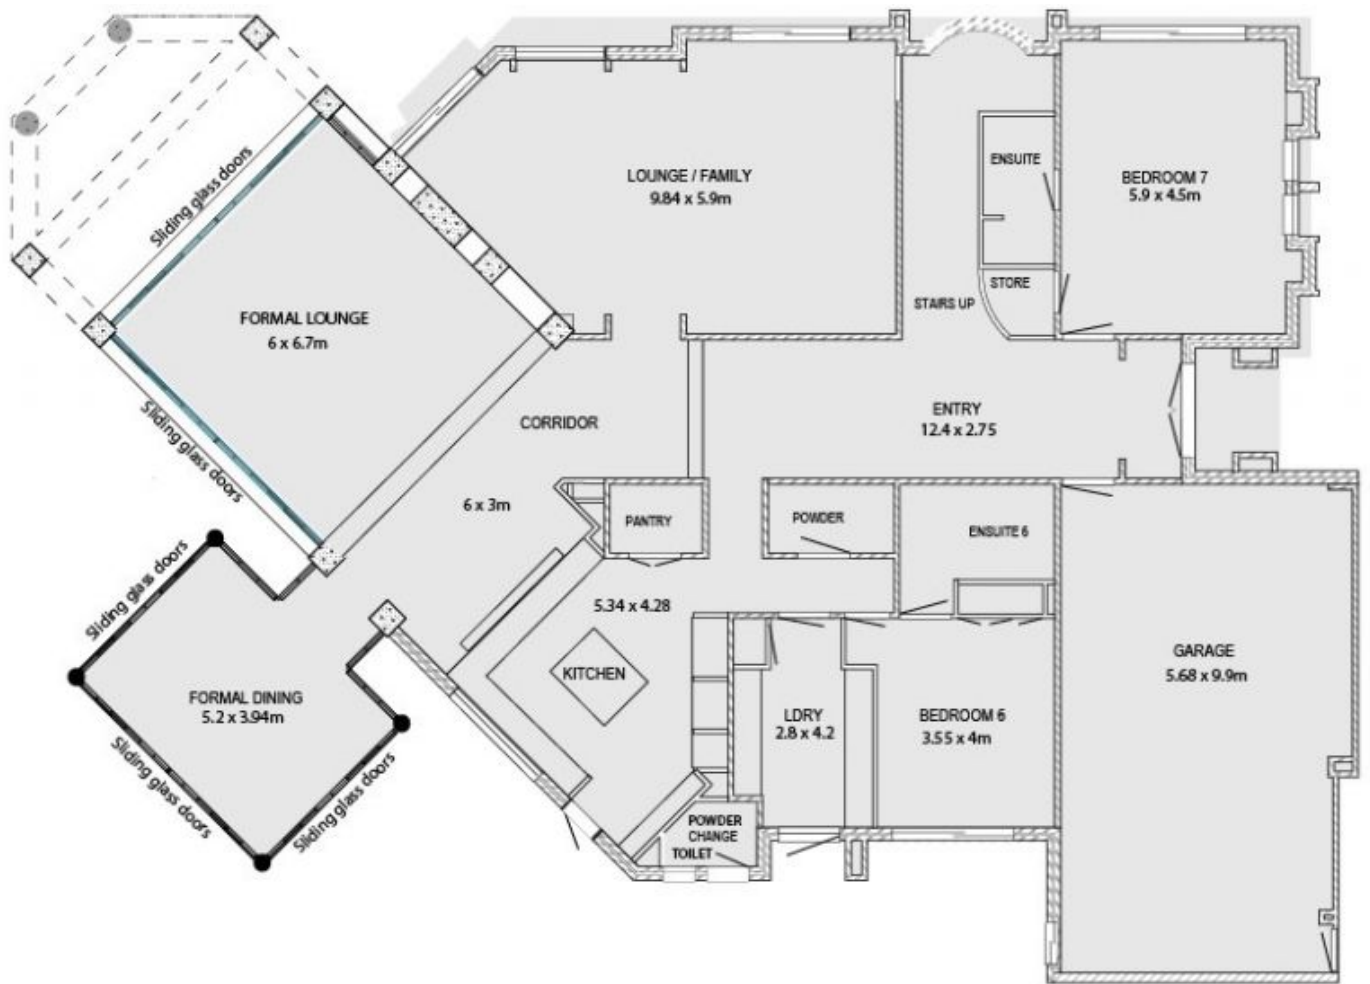 Sliding glass doors
FORMAL LOUNGE
6 x 6.7m
Sliding glass doors
LOUNGE / FAMILY
9.84 x 5.9m
ENSUITE
BEDROOM 7
5.9 x 4.5m
STORE
STAIRS UP
CORRIDOR
6 x 3m
ENTRY
12.4 x 2.75
PANTRY
POWDER
ENSUITE 6
Sliding glass doors
FORMAL DINING
5.2 x 3.94m
Sliding glass doors
Sliding glass doors
5.34 x 4.28
KITCHEN
LDRY
2.8 x 4.2
BEDROOM 6
3.55 x 4m
GARAGE
5.68 x 9.9m
POWDER
CHANGE
TOILET